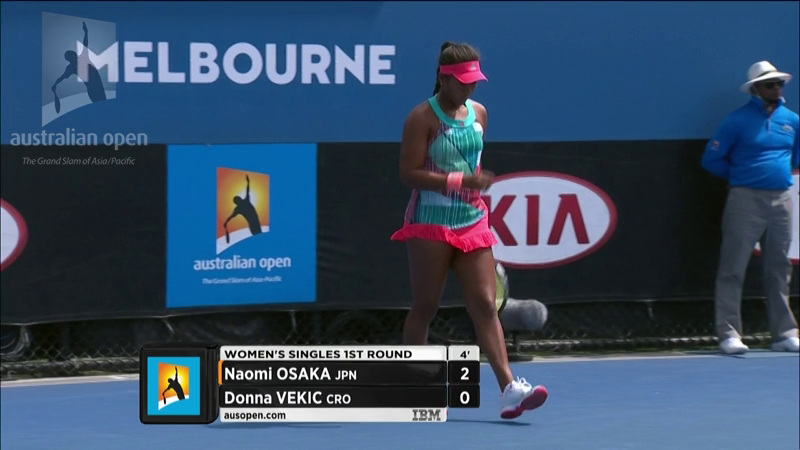 MELBOURNE
australian open
The Grand Slam of Asia/Pacific
australian open
The Grand Slam of Asia-Pacific
KIA
WOMEN'S SINGLES 1ST ROUND 4'
Naomi OSAKA JPN 2
Donna VEKIC CRO 0
ausopen.com IBM